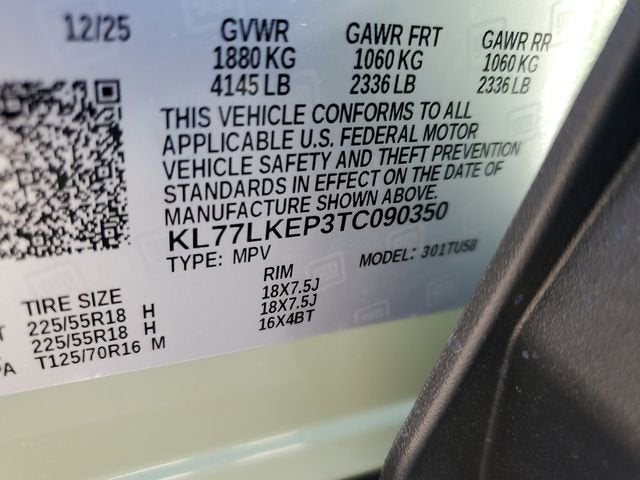 12/25 GVWR GAWR FRT GAWR RR
1880 KG 1060 KG 1060 KG
4145 LB 2336 LB 2336 LB
THIS VEHICLE CONFORMS TO ALL
APPLICABLE U.S. FEDERAL MOTOR
VEHICLE SAFETY AND THEFT PREVENTION
STANDARDS IN EFFECT ON THE DATE OF
MANUFACTURE SHOWN ABOVE.
KL77LKEP3TC090350
TYPE: MPV MODEL: 301TU58
TIRE SIZE RIM
225/55R18 H 18X7.5J
225/55R18 H 18X7.5J
T125/70R16 M 16X4BT